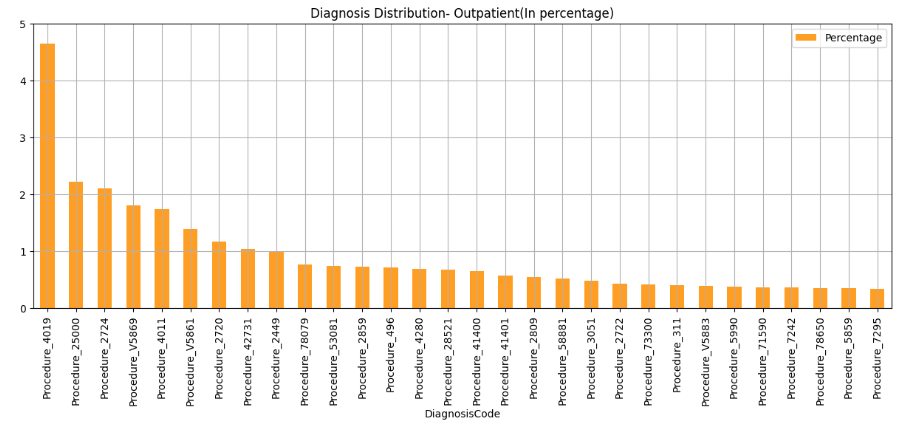 Diagnosis Distribution- Outpatient(In percentage)
Percentage
5
4
3
2
1
0
Procedure_4019
Procedure_25000
Procedure_2724
Procedure_V5869
Procedure_4011
Procedure_V5861
Procedure_2720
Procedure_42731
Procedure_2449
Procedure_78079
Procedure_53081
Procedure_2859
Procedure_496
Procedure_4280
Procedure_28521
Procedure_41400
Procedure_41401
Procedure_2809
Procedure_58881
Procedure_3051
Procedure_2722
Procedure_73300
Procedure_311
Procedure_V5883
Procedure_5990
Procedure_71590
Procedure_7242
Procedure_78650
Procedure_5859
Procedure_7295
DiagnosisCode